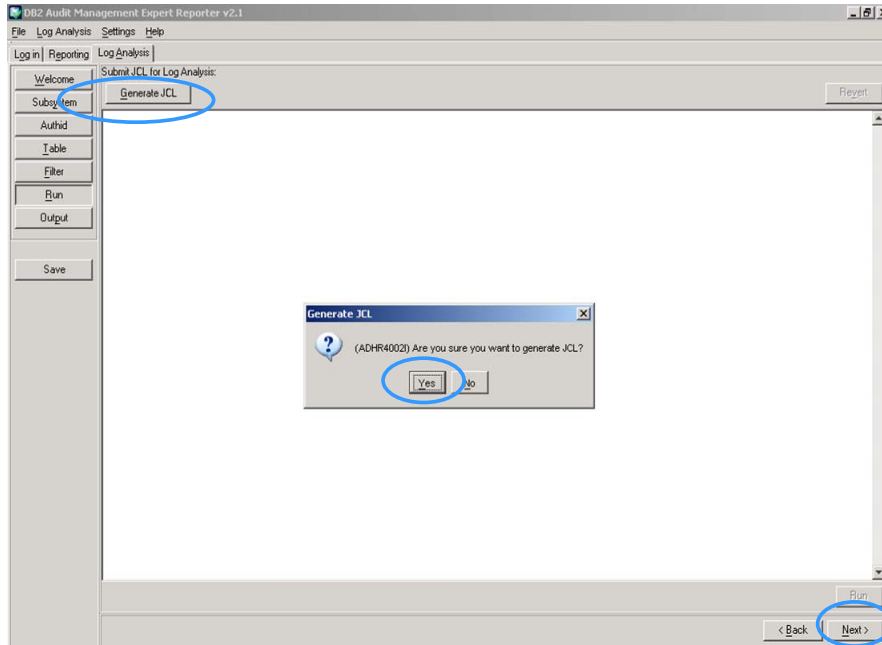 DB2 Audit Management Expert Reporter v2.1
File Log Analysis Settings Help
Log in Reporting Log Analysis
Welcome
Subsystem
Authid
Table
Filter
Run
Output
Save
Submit JCL for Log Analysis:
Generate JCL
Revert
Generate JCL
(ADHR4002I) Are you sure you want to generate JCL?
Yes No
Run
< Back Next >